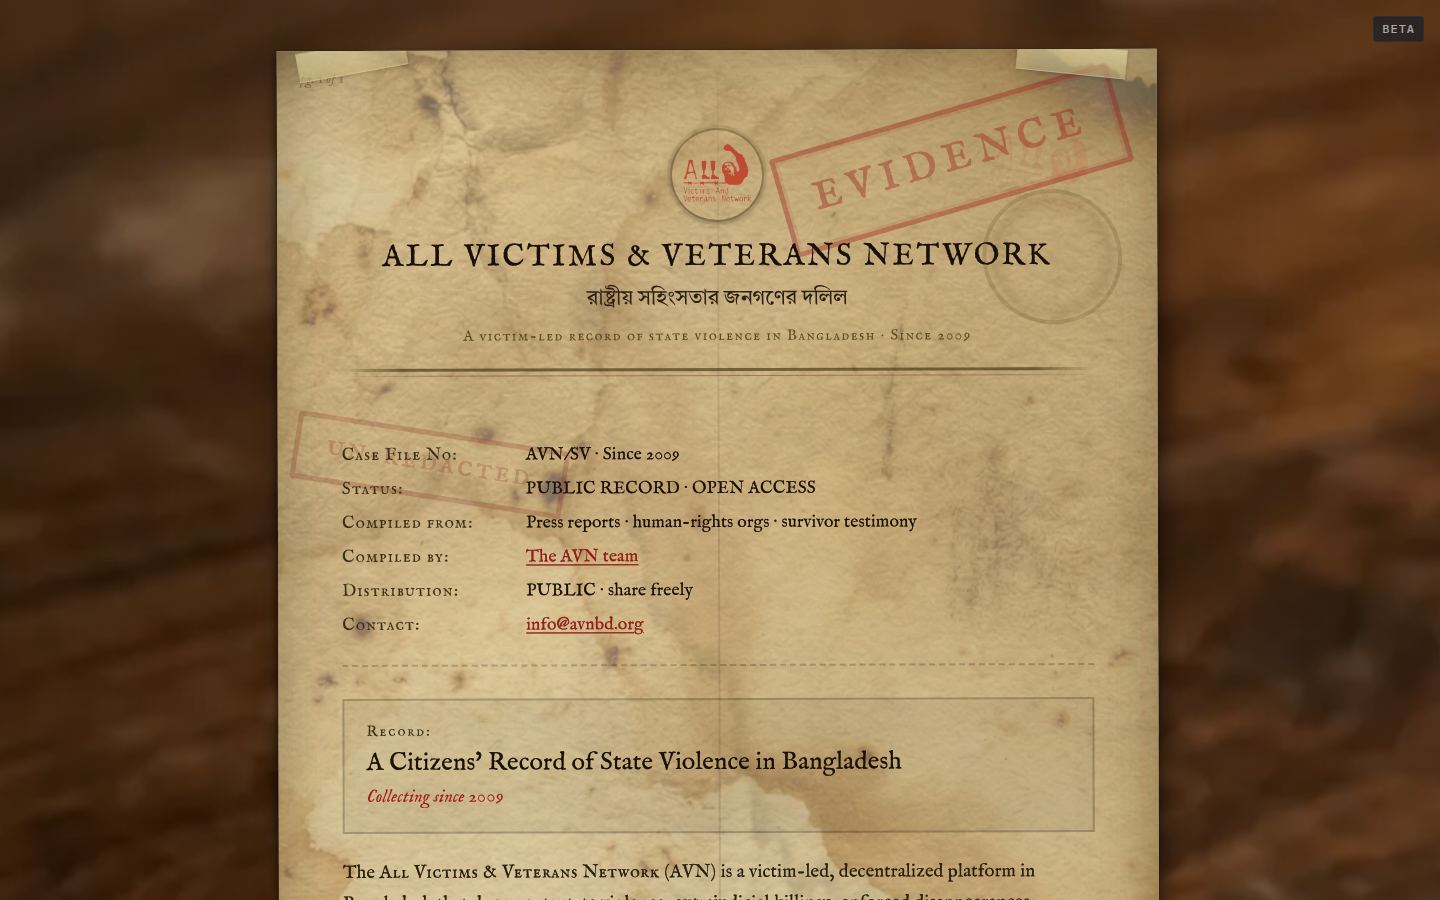 BETA
EVIDENCE
Victims And
Veterans Network
ALL VICTIMS & VETERANS NETWORK
রাষ্ট্রীয় সহিংসতার জনগণের দলিল
A victim-led record of state violence in Bangladesh · Since 2009
UN-REDACTED
Case File No: AVN/SV · Since 2009
Status: PUBLIC RECORD · OPEN ACCESS
Compiled from: Press reports · human-rights orgs · survivor testimony
Compiled by: The AVN team
Distribution: PUBLIC · share freely
Contact: info@avnbd.org
Record:
A Citizens’ Record of State Violence in Bangladesh
Collecting since 2009
The All Victims & Veterans Network (AVN) is a victim-led, decentralized platform in